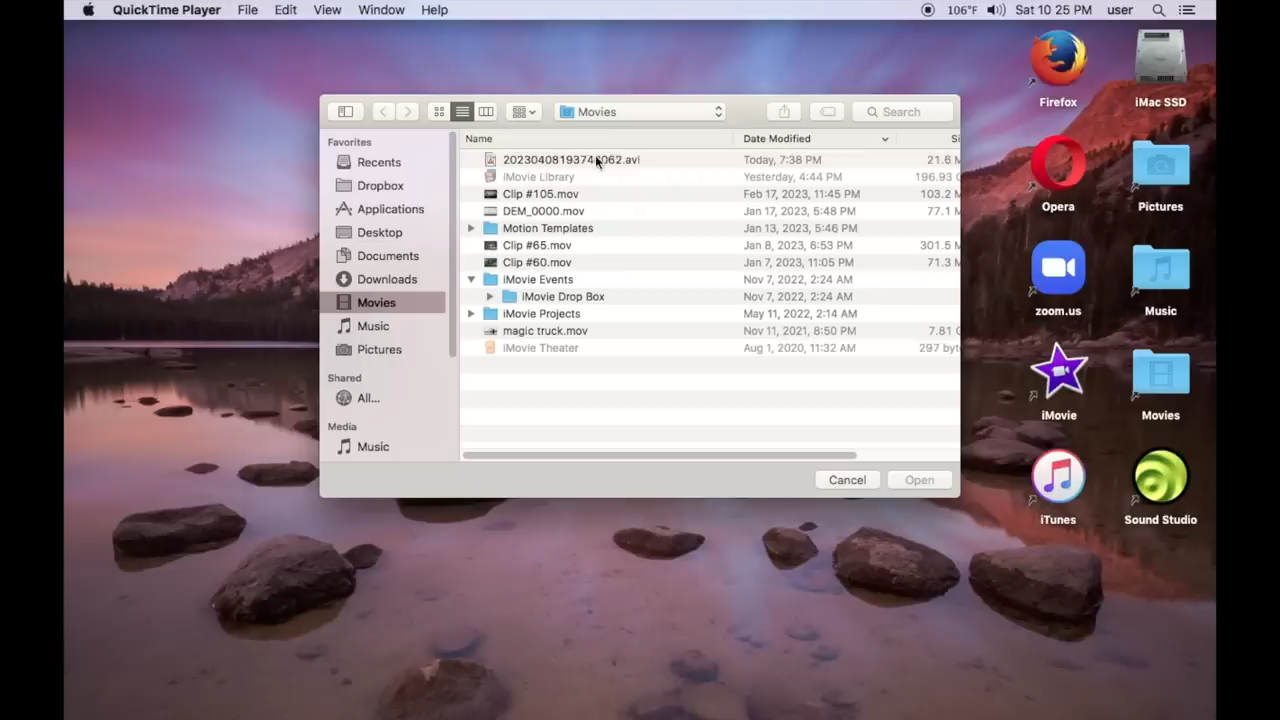 QuickTime Player File Edit View Window Help 106°F Sat 10 25 PM user
Movies Search
Favorites
Recents
Dropbox
Applications
Desktop
Documents
Downloads
Movies
Music
Pictures
Shared
All...
Media
Music
Name Date Modified Si
Today, 7:38 PM 21.6 M
iMovie Library Yesterday, 4:44 PM 196.93
Clip #105.mov Feb 17, 2023, 11:45 PM 103.2 M
DEM_0000.mov Jan 17, 2023, 5:48 PM 77.1 M
Motion Templates Jan 13, 2023, 5:46 PM
Clip #65.mov Jan 8, 2023, 6:53 PM 301.5 M
Clip #60.mov Jan 7, 2023, 11:05 PM 71.3 M
iMovie Events Nov 7, 2022, 2:24 AM
iMovie Drop Box Nov 7, 2022, 2:24 AM
iMovie Projects May 11, 2022, 2:14 AM
magic truck.mov Nov 11, 2021, 8:50 PM 7.81
iMovie Theater Aug 1, 2020, 11:32 AM 297 byt
Cancel Open
Firefox iMac SSD
Opera Pictures
zoom.us Music
iMovie Movies
iTunes Sound Studio